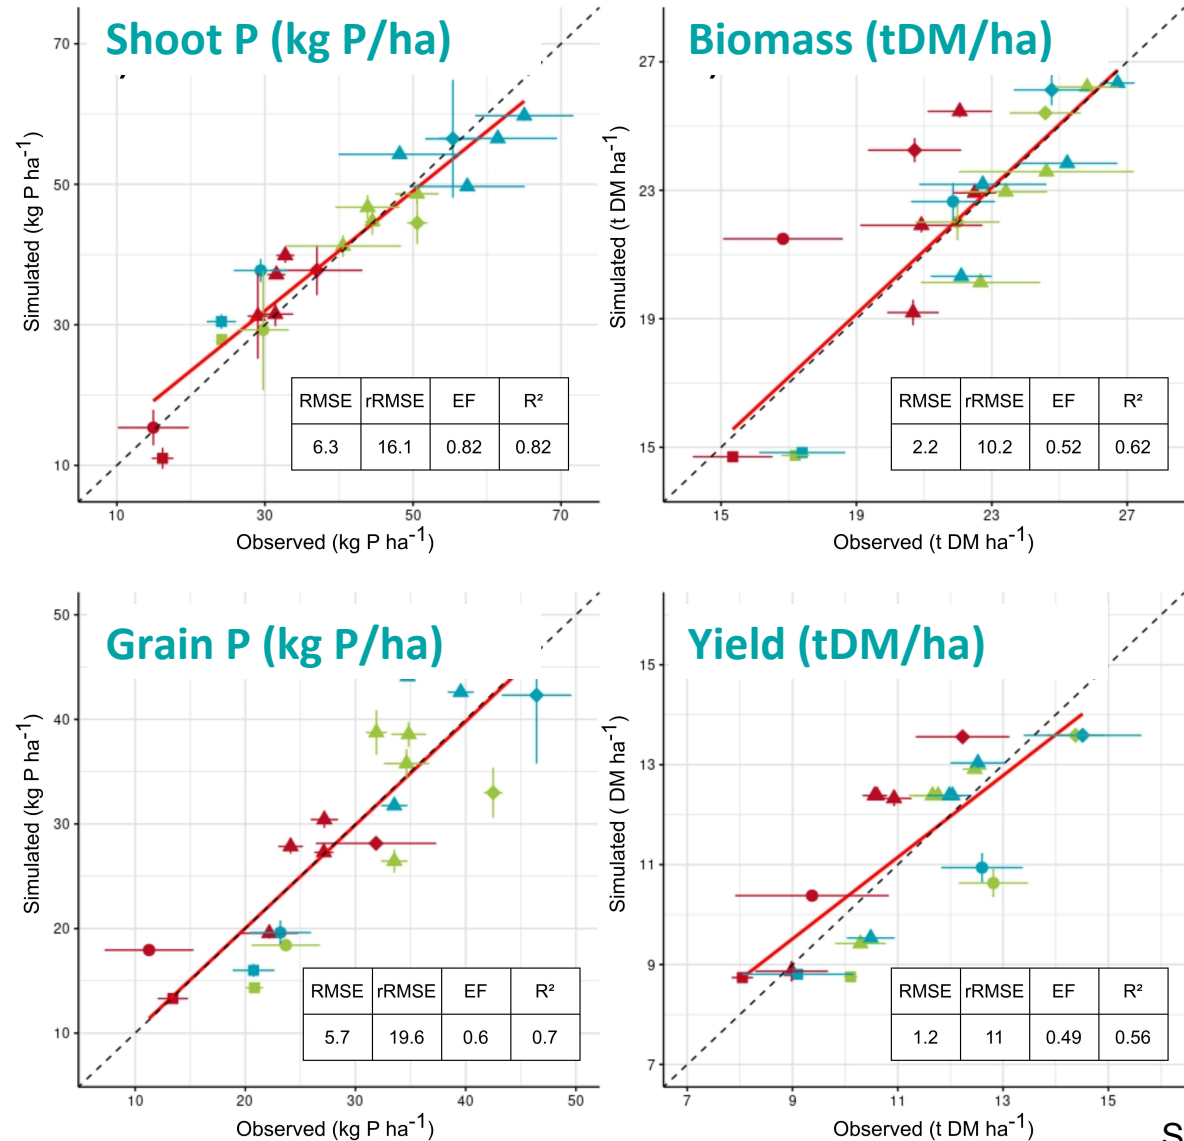 Shoot P (kg P/ha)
70
50
30
10
Simulated (kg P ha⁻¹)
RMSE rRMSE EF R²
6.3 16.1 0.82 0.82
10 30 50 70
Observed (kg P ha⁻¹)
Biomass (tDM/ha)
27
23
19
15
Simulated (t DM ha⁻¹)
RMSE rRMSE EF R²
2.2 10.2 0.52 0.62
15 19 23 27
Observed (t DM ha⁻¹)
Grain P (kg P/ha)
50
40
30
20
10
Simulated (kg P ha⁻¹)
RMSE rRMSE EF R²
5.7 19.6 0.6 0.7
10 20 30 40 50
Observed (kg P ha⁻¹)
Yield (tDM/ha)
15
13
11
9
7
Simulated ( DM ha⁻¹)
RMSE rRMSE EF R²
1.2 11 0.49 0.56
7 9 11 13 15
Observed (t DM ha⁻¹)